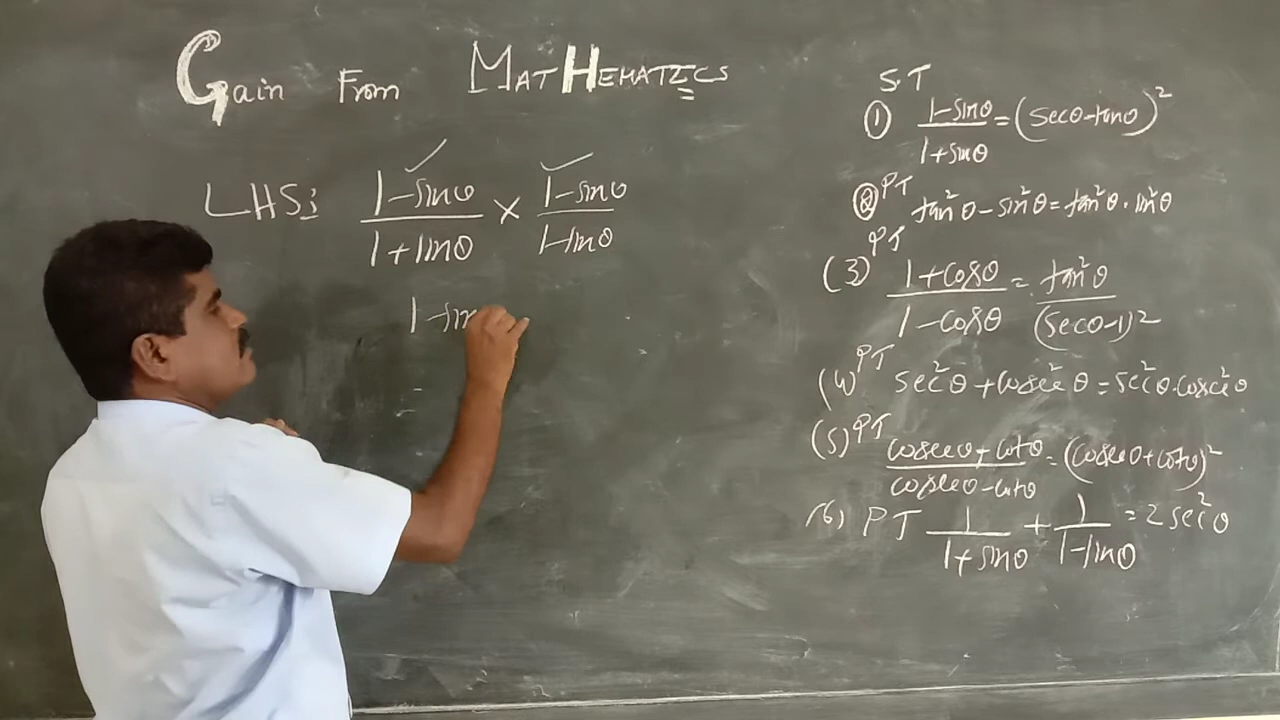 Gain From MATHEMATICS
LHS:
1-sinθ
1+sinθ
×
1-sinθ
1-sinθ
1-sin
=
S.T
(1) 1-sinθ / 1+sinθ = (secθ-tanθ)²
(2) PT tan²θ-sin²θ=tan²θ.sin²θ
(3) PT 1+cosθ / 1-cosθ = tan²θ / (secθ-1)²
(4) PT sec²θ+cosec²θ=sec²θ.cosec²θ
(5) PT cosecθ+cotθ / cosecθ-cotθ = (cosecθ+cotθ)²
(6) PT 1 / 1+sinθ + 1 / 1-sinθ = 2sec²θ